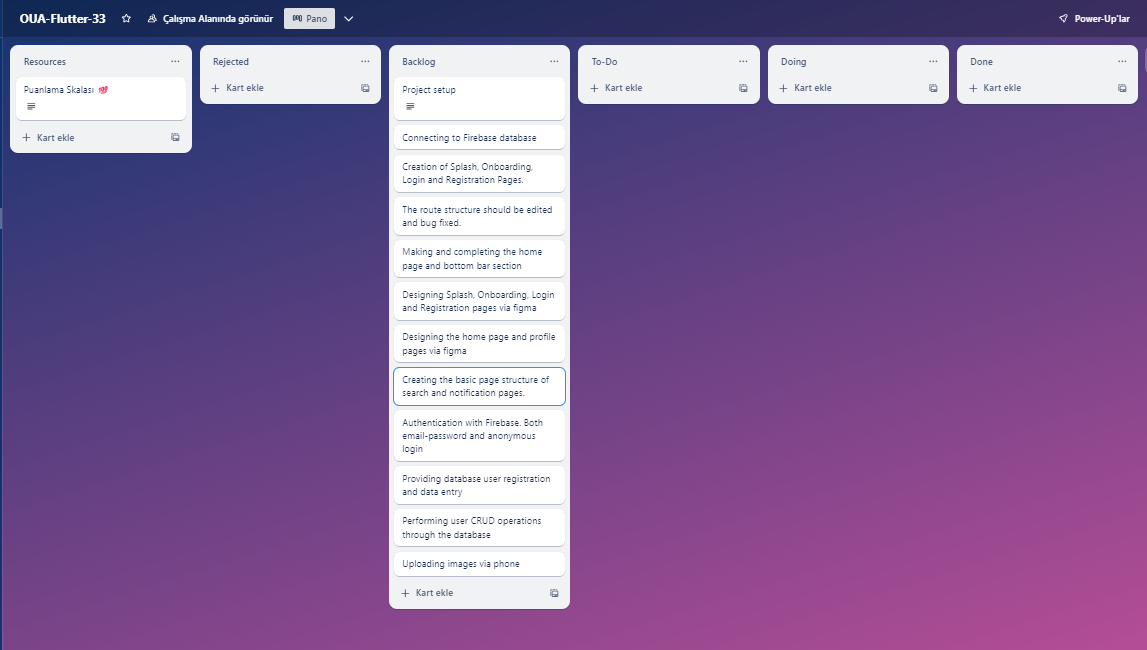 OUA-Flutter-33
Çalışma Alanında görünür
Pano
Power-Up'lar
Resources
Puanlama Skalası
Kart ekle
Rejected
Kart ekle
Backlog
Project setup
Connecting to Firebase database
Creation of Splash, Onboarding,
Login and Registration Pages.
The route structure should be edited
and bug fixed.
Making and completing the home
page and bottom bar section
Designing Splash, Onboarding, Login
and Registration pages via figma
Designing the home page and profile
pages via figma
Creating the basic page structure of
search and notification pages.
Authentication with Firebase. Both
email-password and anonymous
login
Providing database user registration
and data entry
Performing user CRUD operations
through the database
Uploading images via phone
Kart ekle
To-Do
Kart ekle
Doing
Kart ekle
Done
Kart ekle